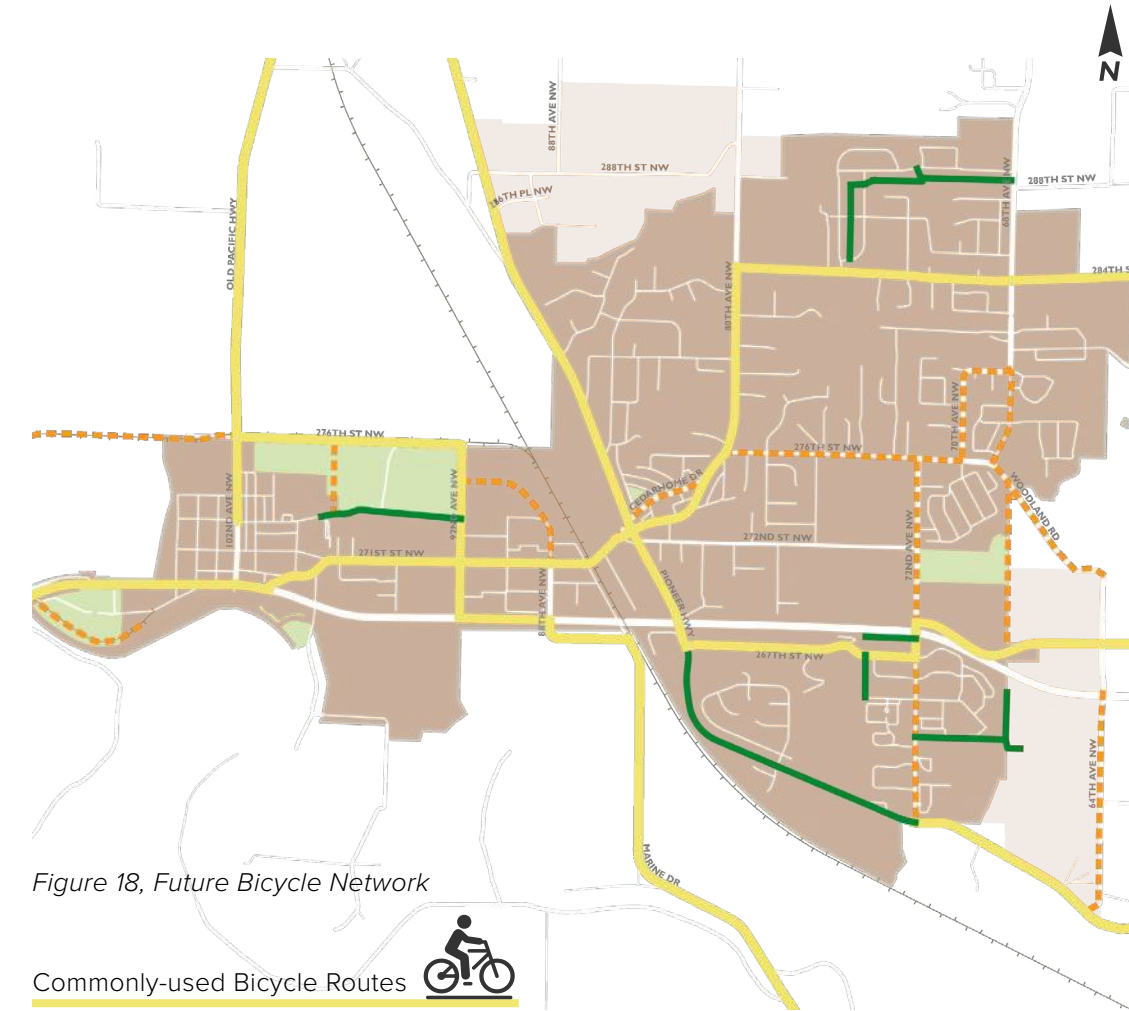 N
88TH AVE NW
288TH ST NW
286TH PL NW
68TH AVE NW
288TH ST NW
OLD PACIFIC HWY
284TH S
80TH AVE NW
70TH AVE NW
276TH ST NW
276TH ST NW
CEDARHOME DR
WOODLAND RD
92ND AVE NW
102ND AVE NW
272ND ST NW
72ND AVE NW
271ST ST NW
88TH AVE NW
PIONEER HWY
267TH ST NW
64TH AVE NW
MARINE DR
Figure 18, Future Bicycle Network
Commonly-used Bicycle Routes